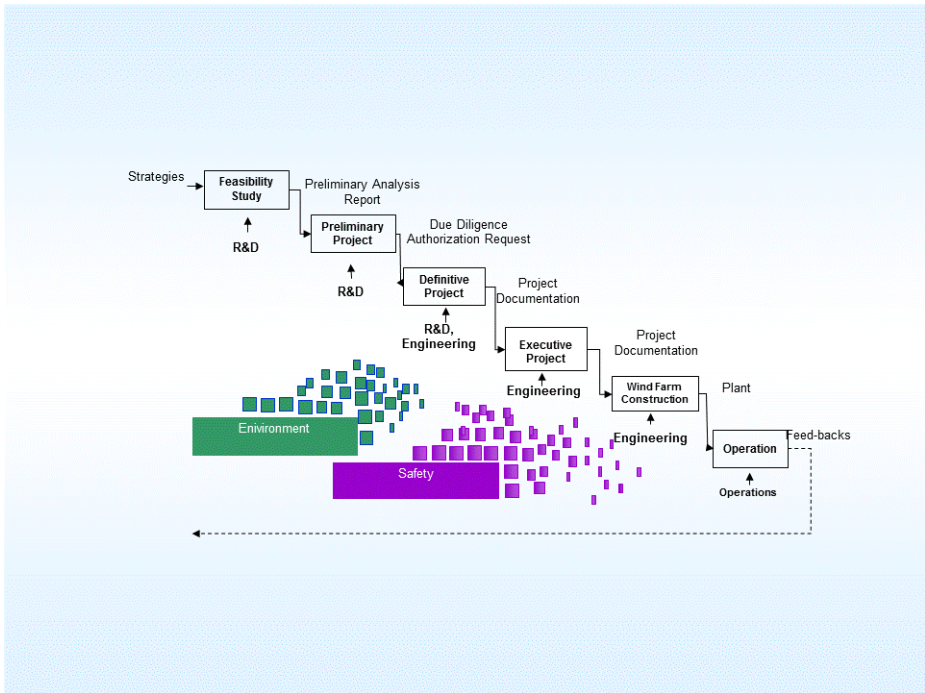 Strategies
Feasibility
Study
Preliminary Analysis
Report
R&D
Preliminary
Project
Due Diligence
Authorization Request
R&D
Definitive
Project
Project
Documentation
R&D,
Engineering
Executive
Project
Project
Documentation
Engineering
Wind Farm
Construction
Plant
Engineering
Operation
Feed-backs
Operations
Enivironment
Safety